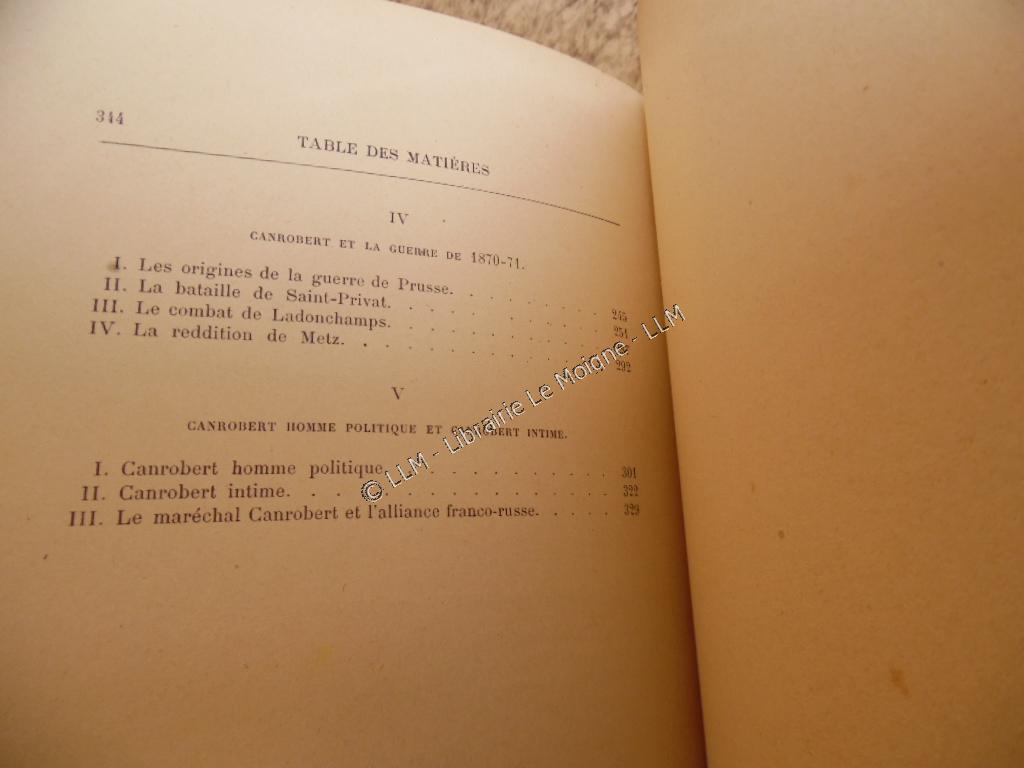 344
TABLE DES MATIÈRES
IV
CANROBERT ET LA GUERRE DE 1870-71.
I. Les origines de la guerre de Prusse. 245
II. La bataille de Saint-Privat. 251
III. Le combat de Ladonchamps.
IV. La reddition de Metz. 292
V
CANROBERT HOMME POLITIQUE ET INTIME.
I. Canrobert homme politique 301
II. Canrobert intime. 322
III. Le maréchal Canrobert et l'alliance franco-russe. 329
© LLM - Librairie Le Moigne - LLM